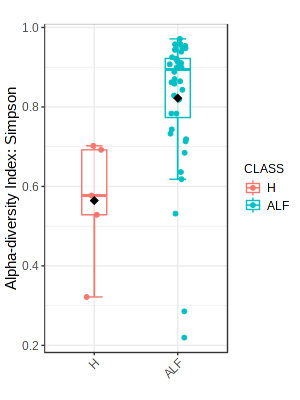 Alpha-diversity Index: Simpson
1.0
0.8
0.6
0.4
0.2
H
ALF
CLASS
H
ALF